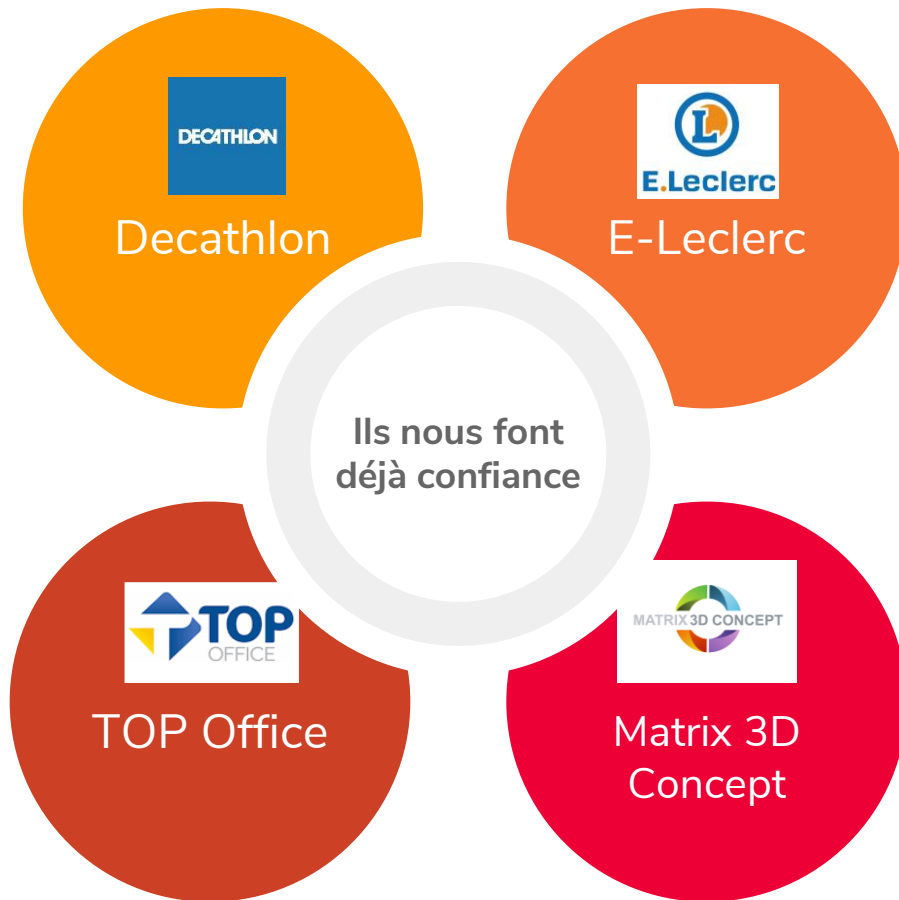 DECATHLON
Decathlon
L
E.Leclerc
E-Leclerc
Ils nous font
déjà confiance
TOP
OFFICE
TOP Office
MATRIX 3D CONCEPT
Matrix 3D
Concept